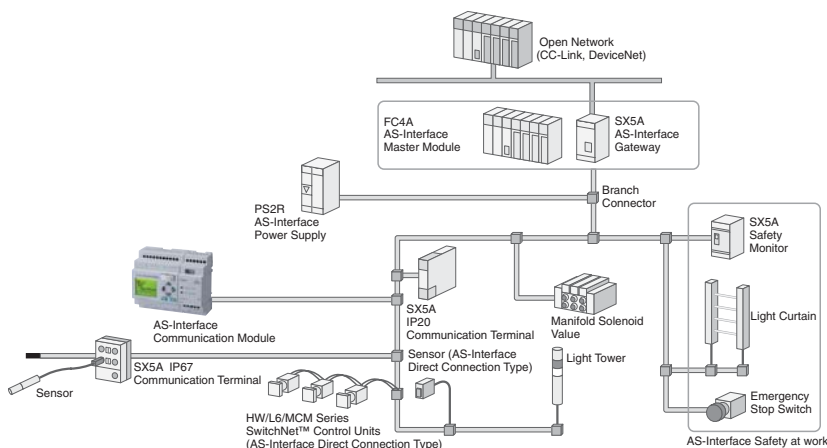 Open Network
(CC-Link, DeviceNet)
FC4A
AS-Interface
Master Module
SX5A
AS-Interface
Gateway
PS2R
AS-Interface
Power Supply
Branch
Connector
SX5A
Safety
Monitor
AS-Interface
Communication Module
SX5A
IP20
Communication Terminal
Manifold Solenoid
Value
Light Curtain
SX5A IP67
Communication Terminal
Sensor
Sensor (AS-Interface
Direct Connection Type)
Light Tower
HW/L6/MCM Series
SwitchNet™ Control Units
(AS-Interface Direct Connection Type)
Emergency
Stop Switch
AS-Interface Safety at work